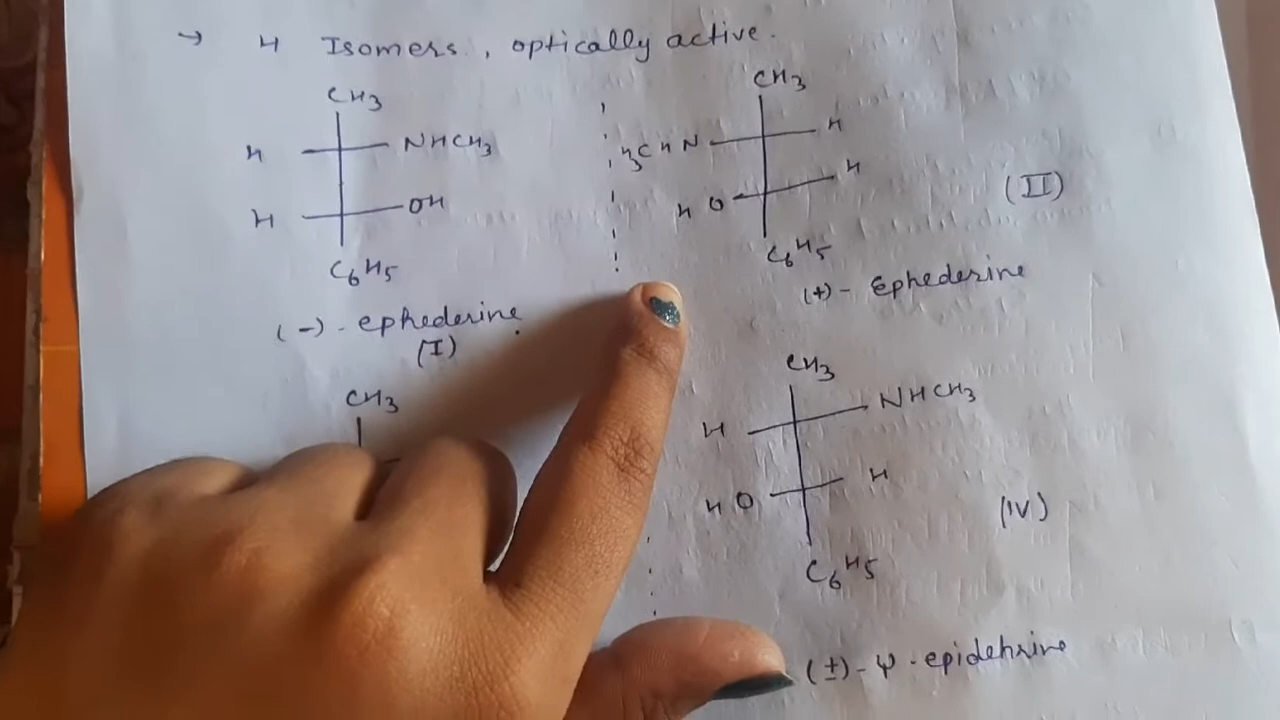 → 4 Isomers, optically active.
CH3
H NHCH3
H OH
C6H5
(-) - ephederine
(I)
CH3
H3CHN H
HO H
C6H5
(II)
(+) - Ephederine
CH3
CH3
H NHCH3
HO H
C6H5
(IV)
(±) - ψ - epidehrine